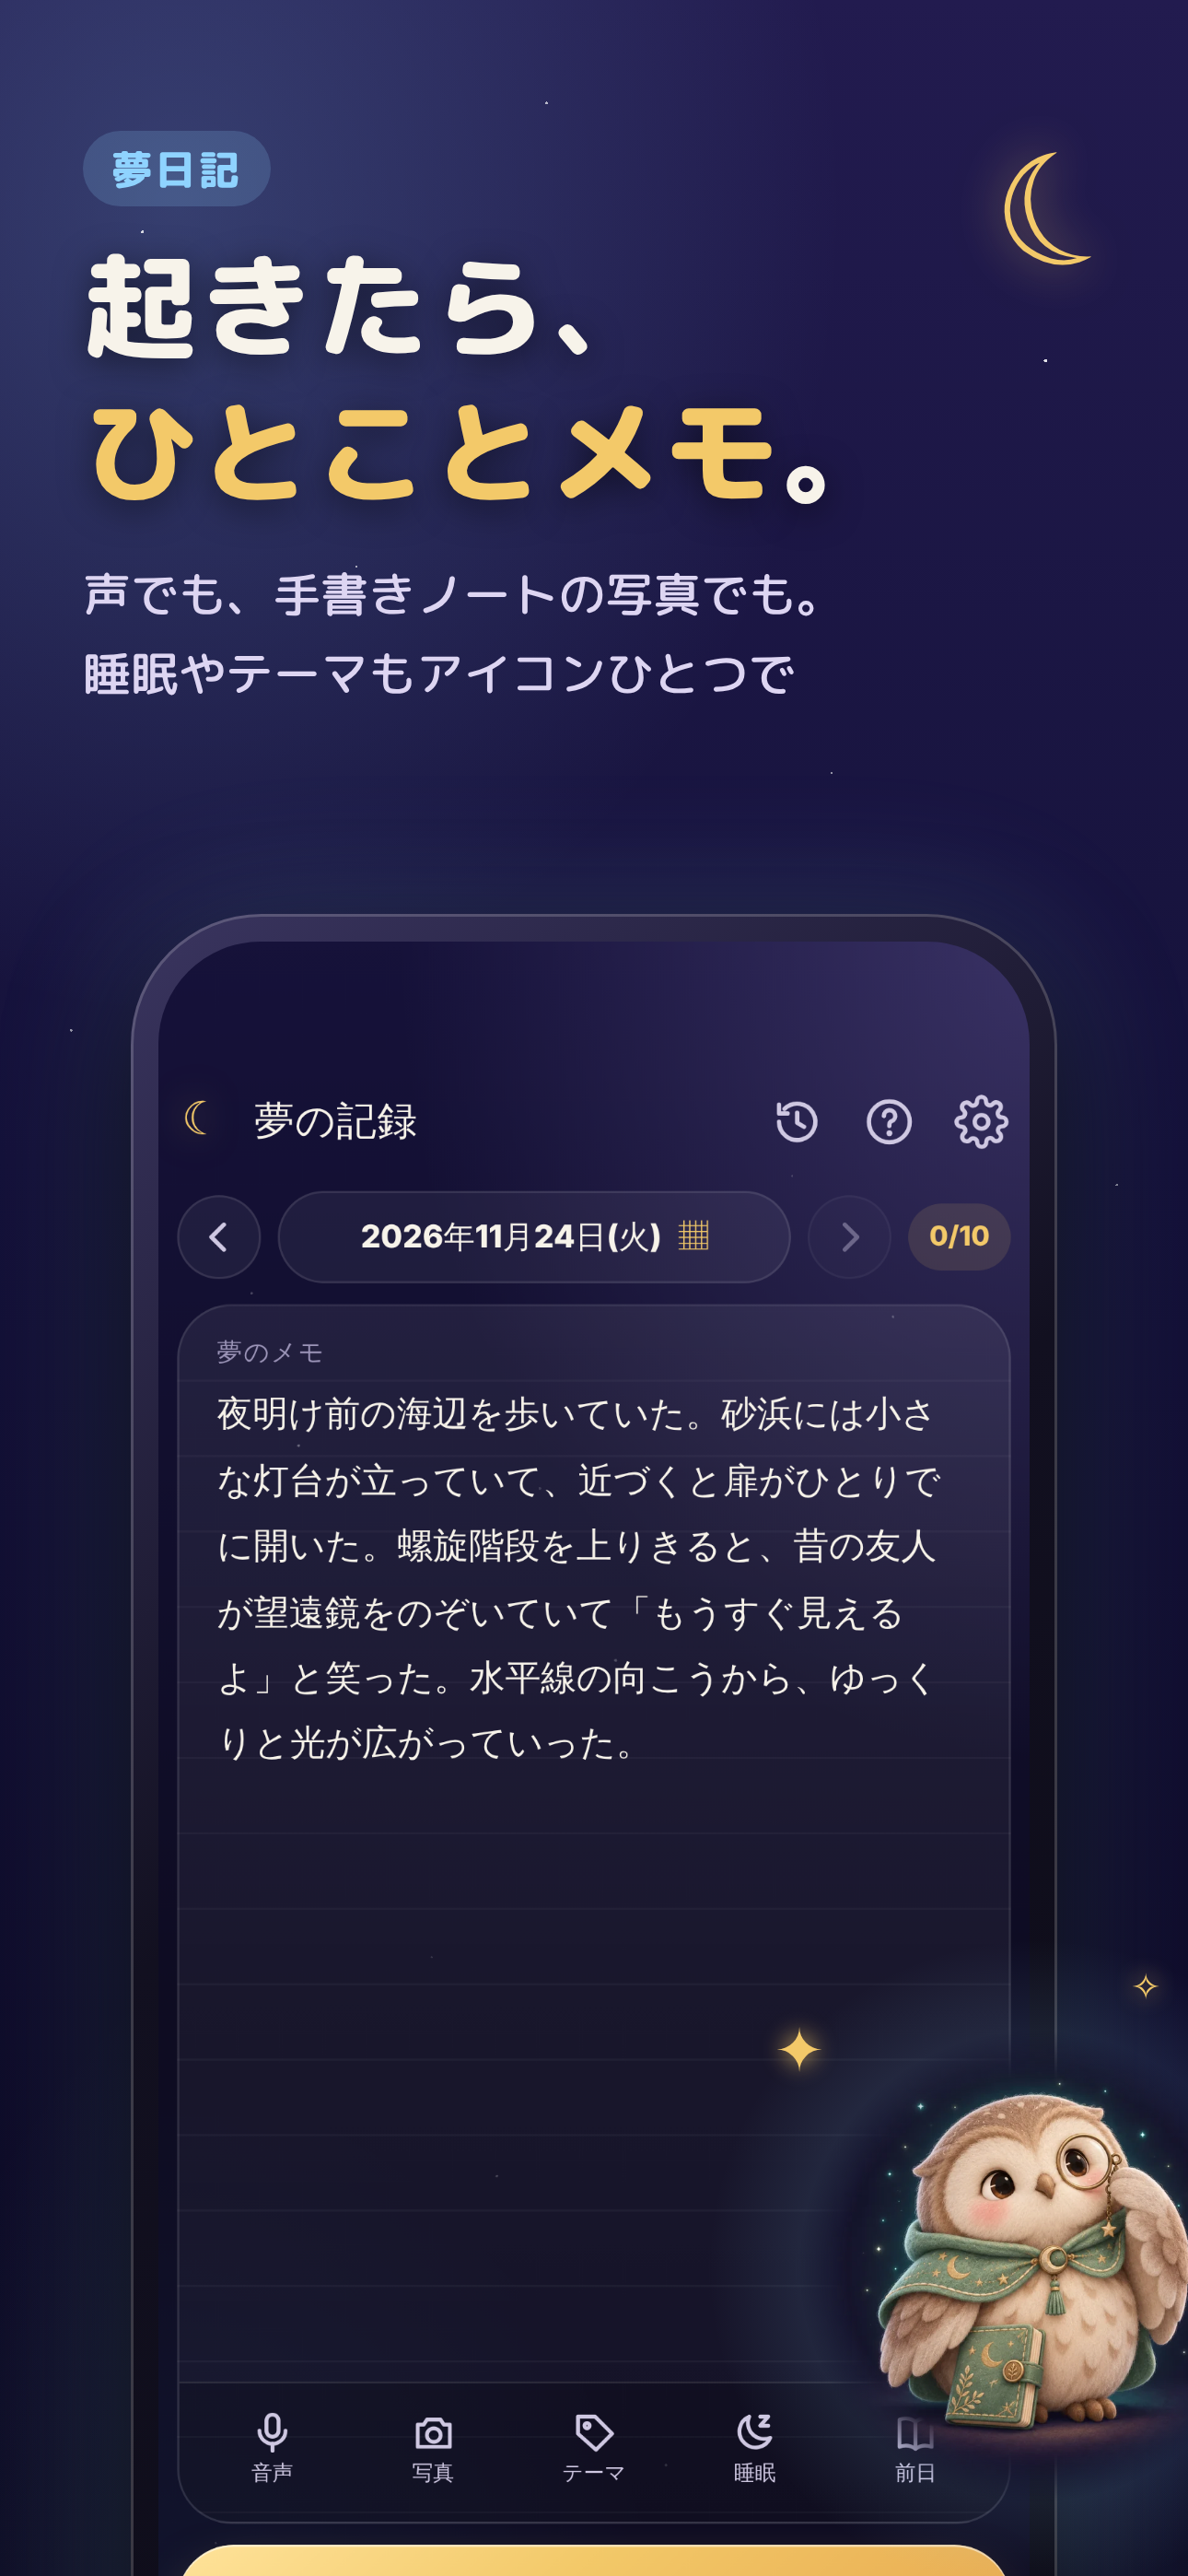 夢日記
起きたら、
ひとことメモ。
声でも、手書きノートの写真でも。
睡眠やテーマもアイコンひとつで
夢の記録
2026年11月24日(火)
0/10
夢のメモ
夜明け前の海辺を歩いていた。砂浜には小さ
な灯台が立っていて、近づくと扉がひとりで
に開いた。螺旋階段を上りきると、昔の友人
が望遠鏡をのぞいていて「もうすぐ見える
よ」と笑った。水平線の向こうから、ゆっく
りと光が広がっていった。
音声 写真 テーマ 睡眠 前日